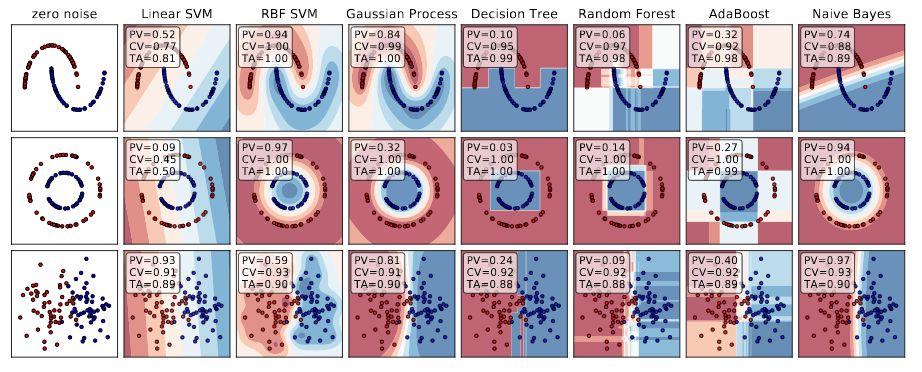 zero noise Linear SVM RBF SVM Gaussian Process Decision Tree Random Forest AdaBoost Naive Bayes
PV=0.52 PV=0.94 PV=0.84 PV=0.10 PV=0.06 PV=0.32 PV=0.74
CV=0.77 CV=1.00 CV=0.99 CV=0.95 CV=0.97 CV=0.92 CV=0.88
TA=0.81 TA=1.00 TA=1.00 TA=0.99 TA=0.98 TA=0.98 TA=0.89
PV=0.09 PV=0.97 PV=0.32 PV=0.03 PV=0.14 PV=0.27 PV=0.94
CV=0.45 CV=1.00 CV=1.00 CV=1.00 CV=1.00 CV=1.00 CV=1.00
TA=0.50 TA=1.00 TA=1.00 TA=1.00 TA=1.00 TA=0.99 TA=1.00
PV=0.93 PV=0.59 PV=0.81 PV=0.24 PV=0.09 PV=0.40 PV=0.97
CV=0.91 CV=0.93 CV=0.91 CV=0.92 CV=0.92 CV=0.92 CV=0.93
TA=0.89 TA=0.90 TA=0.90 TA=0.88 TA=0.88 TA=0.89 TA=0.90